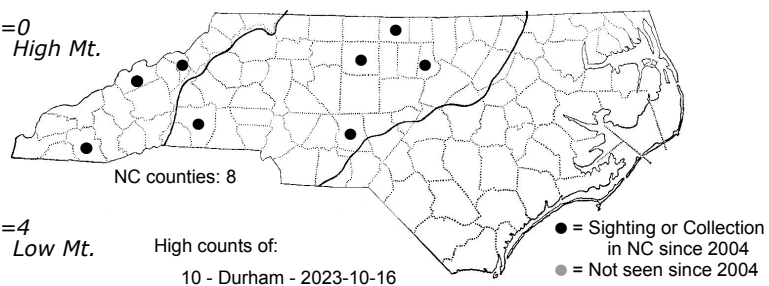 =0
High Mt.
NC counties: 8
=4
Low Mt.
High counts of:
10 - Durham - 2023-10-16
● = Sighting or Collection
in NC since 2004
● = Not seen since 2004